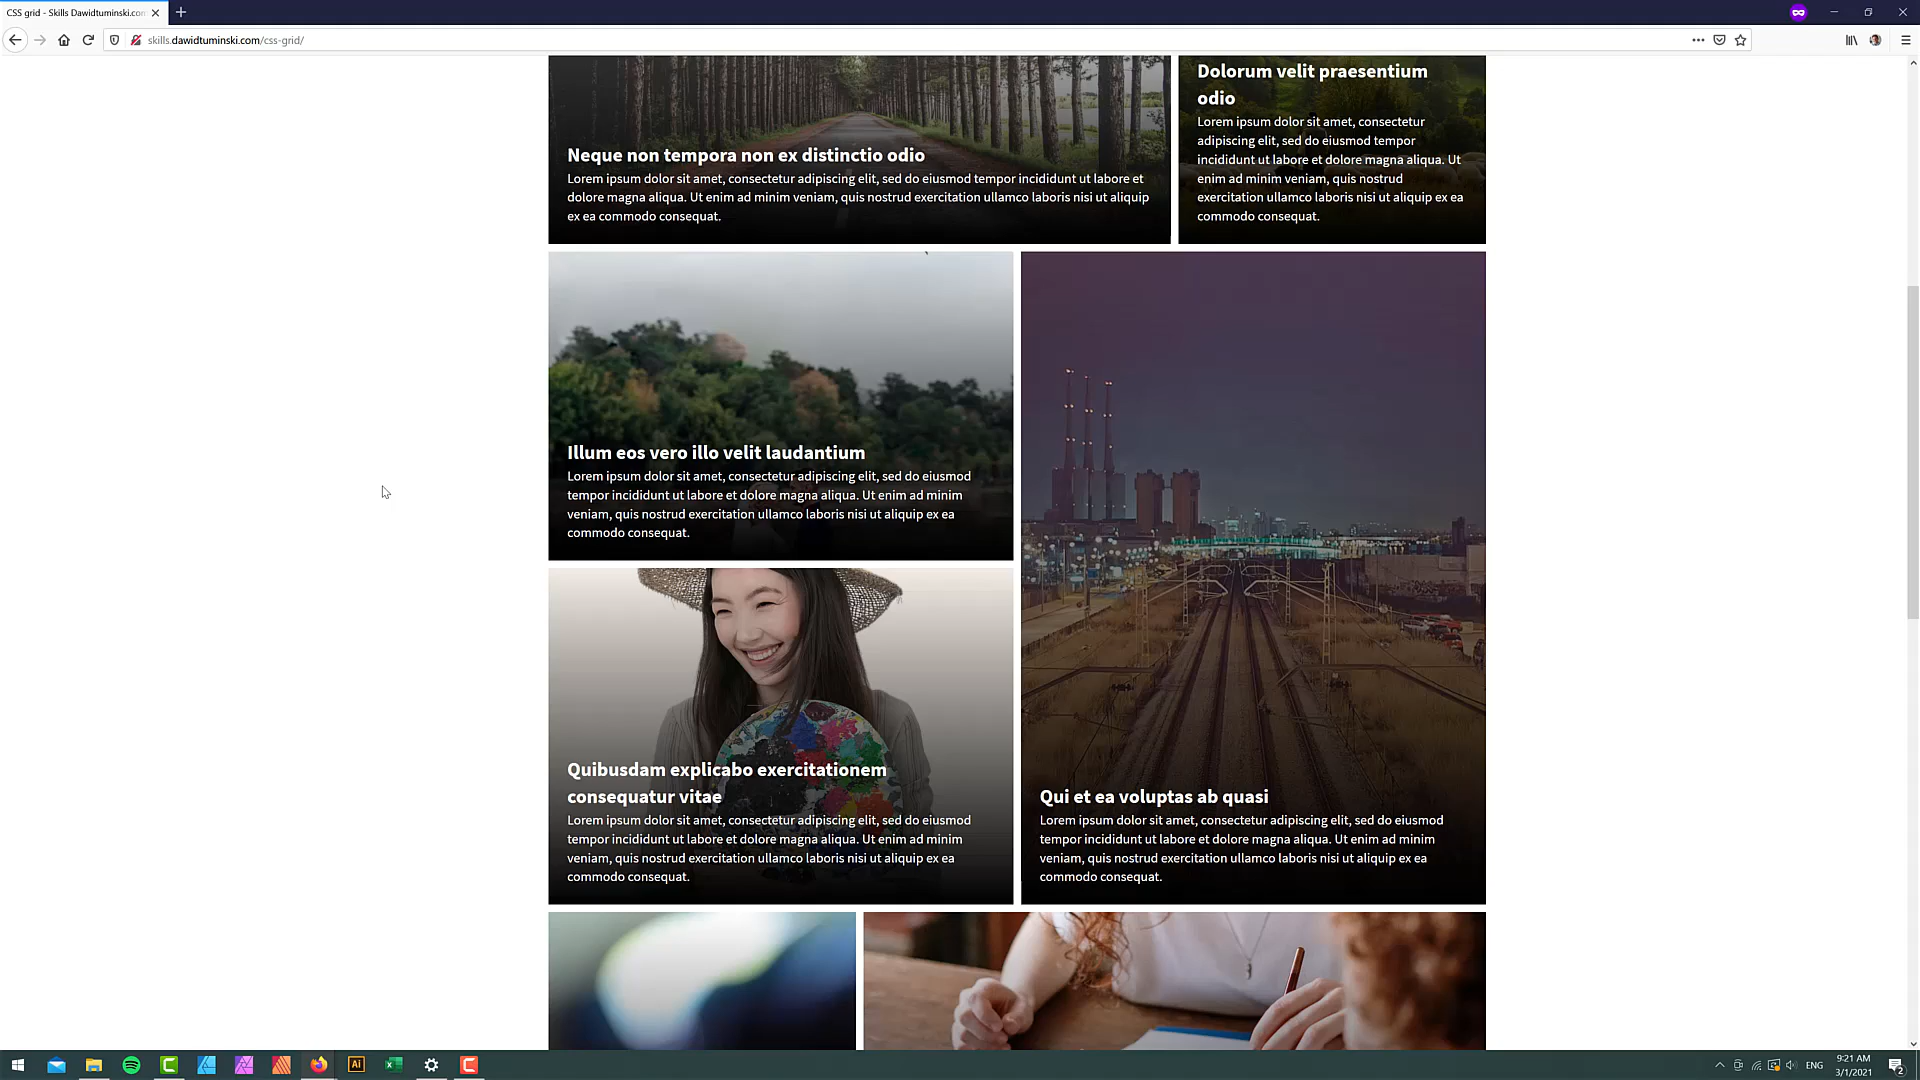 CSS grid - Skills Dawidtuminski.com
skills.dawidtuminski.com/css-grid/
Dolorum velit praesentium
odio
Lorem ipsum dolor sit amet, consectetur
adipiscing elit, sed do eiusmod tempor
incididunt ut labore et dolore magna aliqua. Ut
enim ad minim veniam, quis nostrud
exercitation ullamco laboris nisi ut aliquip ex ea
commodo consequat.
Neque non tempora non ex distinctio odio
Lorem ipsum dolor sit amet, consectetur adipiscing elit, sed do eiusmod tempor incididunt ut labore et
dolore magna aliqua. Ut enim ad minim veniam, quis nostrud exercitation ullamco laboris nisi ut aliquip
ex ea commodo consequat.
Illum eos vero illo velit laudantium
Lorem ipsum dolor sit amet, consectetur adipiscing elit, sed do eiusmod
tempor incididunt ut labore et dolore magna aliqua. Ut enim ad minim
veniam, quis nostrud exercitation ullamco laboris nisi ut aliquip ex ea
commodo consequat.
Quibusdam explicabo exercitationem
consequatur vitae
Lorem ipsum dolor sit amet, consectetur adipiscing elit, sed do eiusmod
tempor incididunt ut labore et dolore magna aliqua. Ut enim ad minim
veniam, quis nostrud exercitation ullamco laboris nisi ut aliquip ex ea
commodo consequat.
Qui et ea voluptas ab quasi
Lorem ipsum dolor sit amet, consectetur adipiscing elit, sed do eiusmod
tempor incididunt ut labore et dolore magna aliqua. Ut enim ad minim
veniam, quis nostrud exercitation ullamco laboris nisi ut aliquip ex ea
commodo consequat.
Ai
ENG
9:21 AM
3/1/2021
2